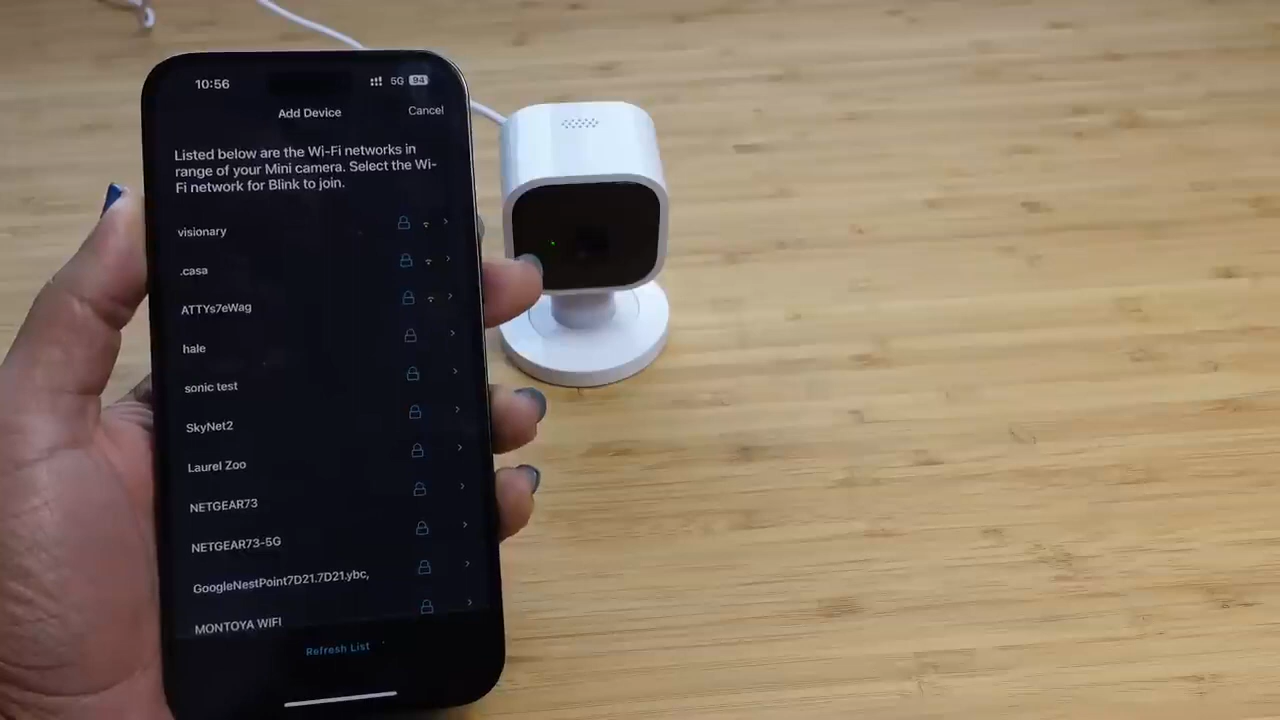 10:56
5G 94
Add Device
Cancel
Listed below are the Wi-Fi networks in
range of your Mini camera. Select the Wi-
Fi network for Blink to join.
visionary
.casa
ATTYs7eWag
hale
sonic test
SkyNet2
Laurel Zoo
NETGEAR73
NETGEAR73-5G
GoogleNestPoint7D21.7D21.ybc,
MONTOYA WIFI
Refresh List